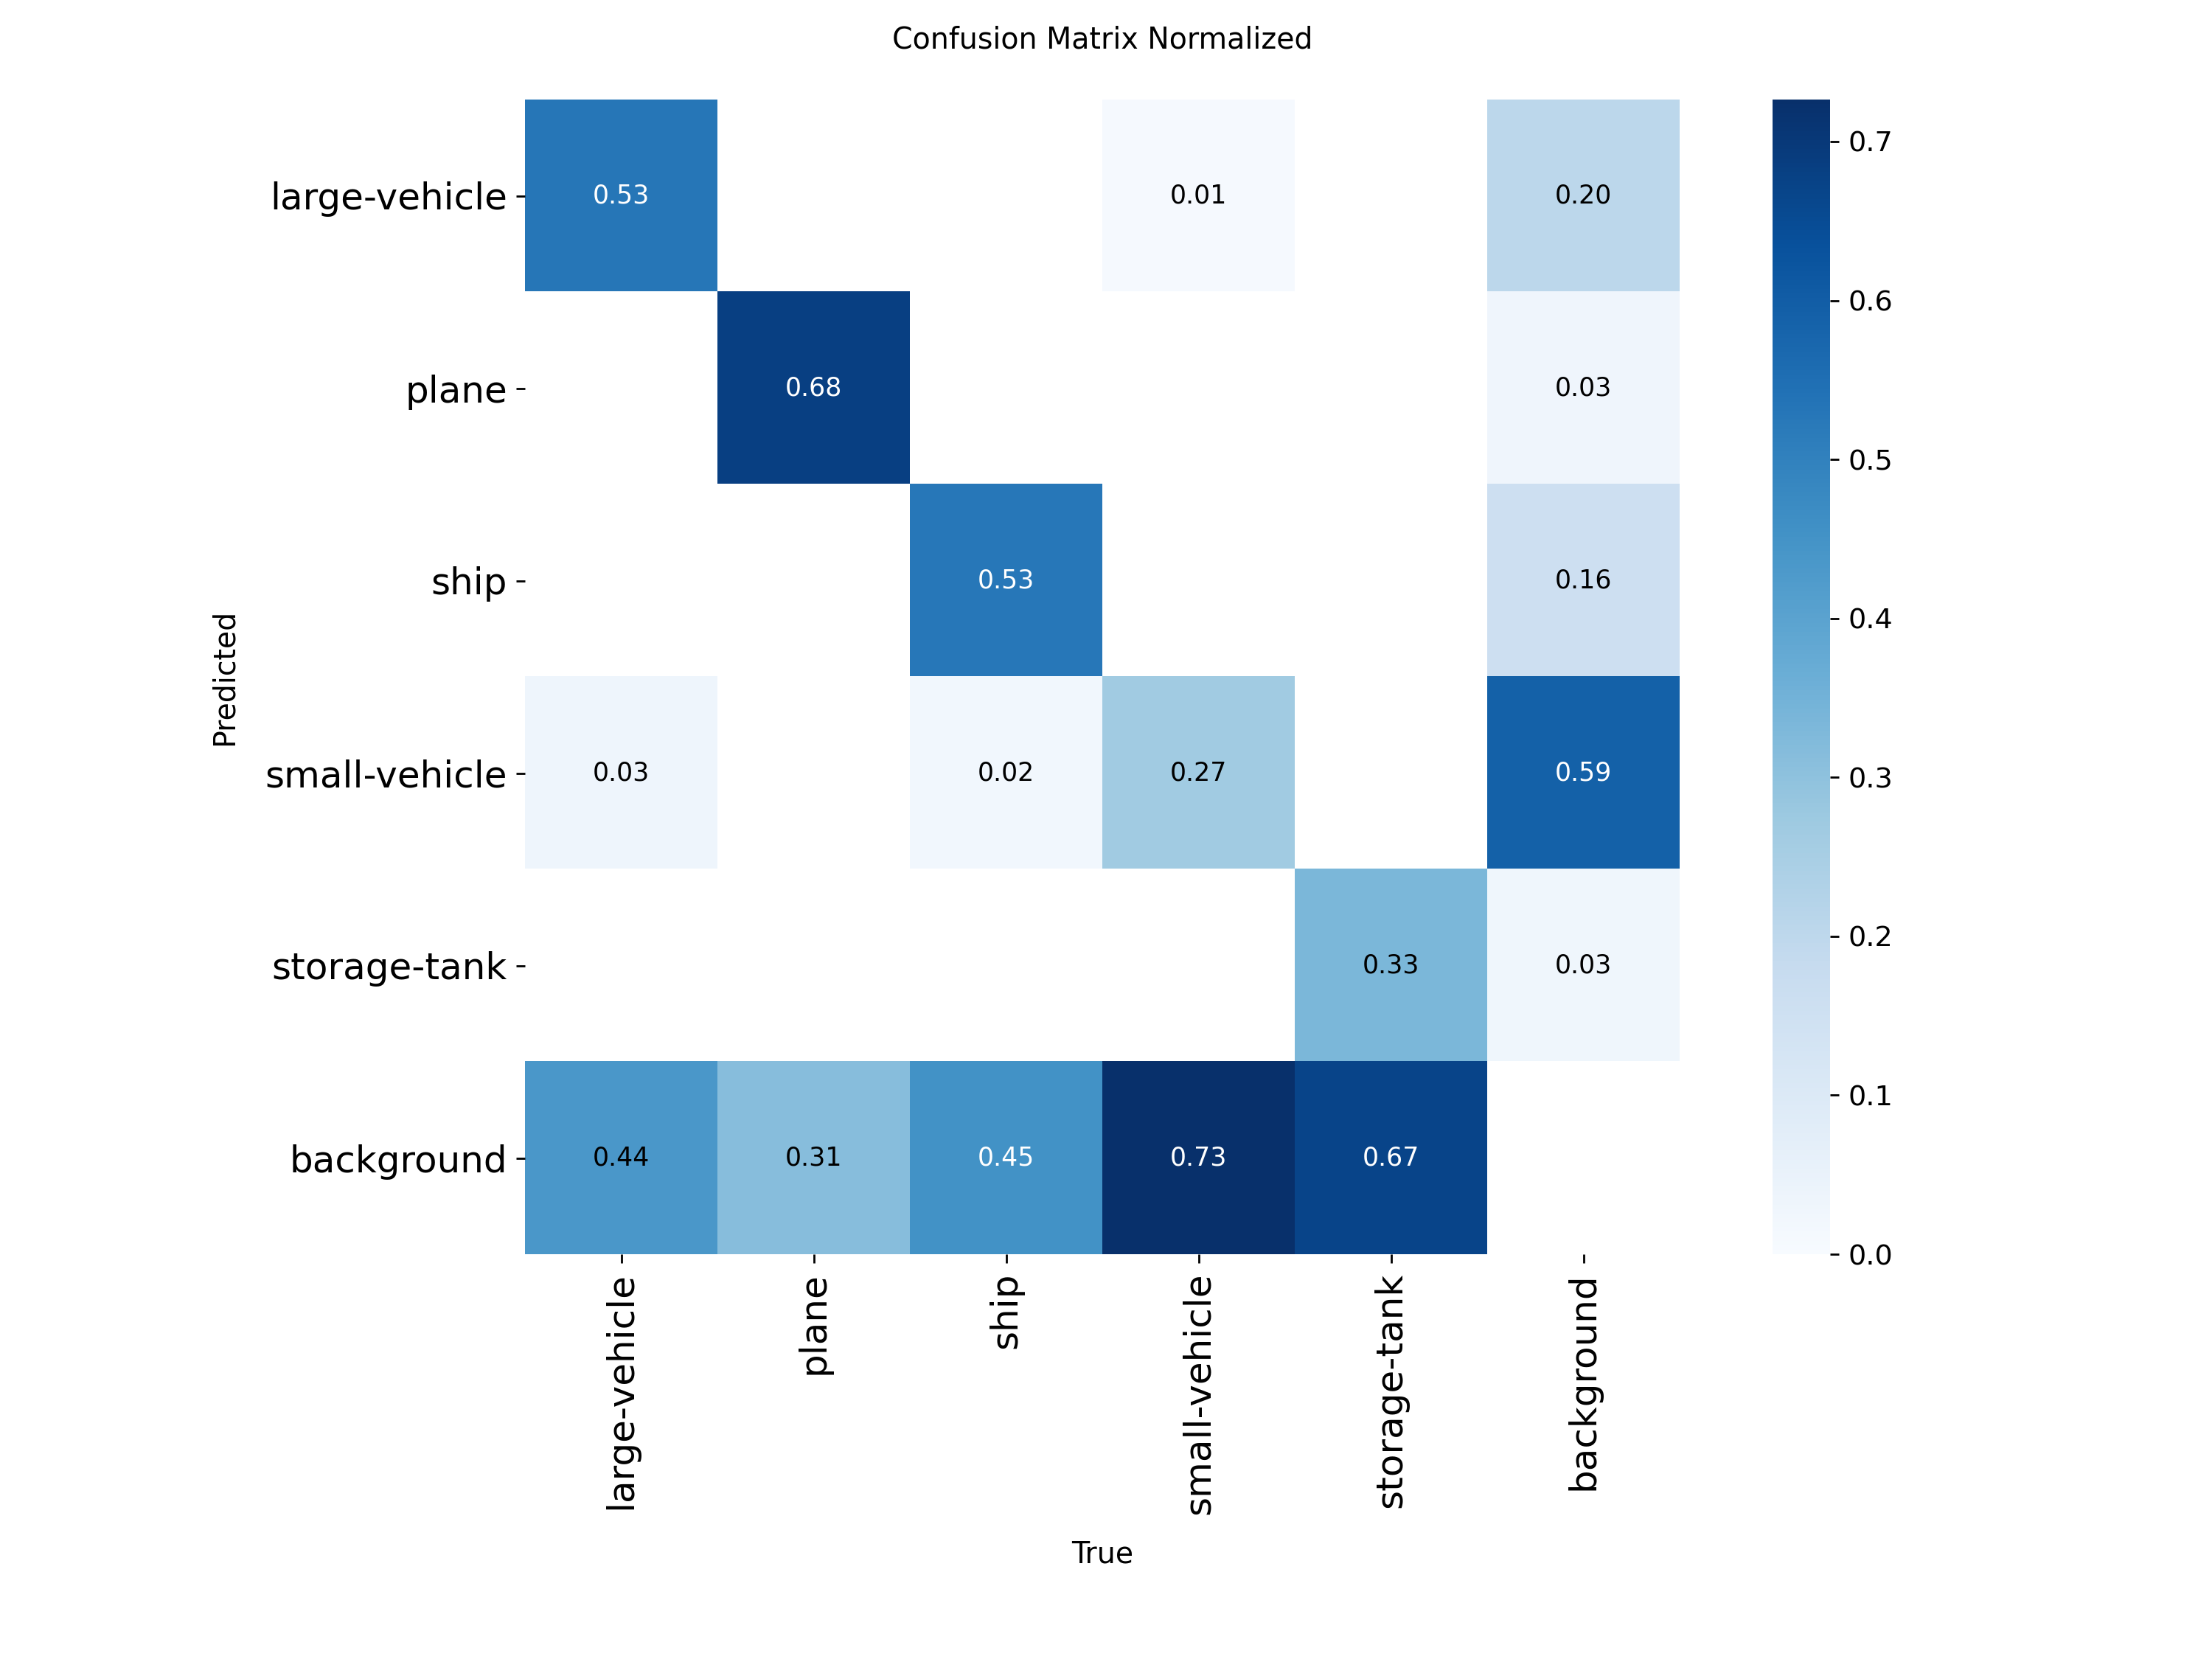 Confusion Matrix Normalized
large-vehicle 0.53 0.01 0.20
plane 0.68 0.03
ship 0.53 0.16
small-vehicle 0.03 0.02 0.27 0.59
storage-tank 0.33 0.03
background 0.44 0.31 0.45 0.73 0.67
Predicted
large-vehicle
plane
ship
small-vehicle
storage-tank
background
True
0.7
0.6
0.5
0.4
0.3
0.2
0.1
0.0